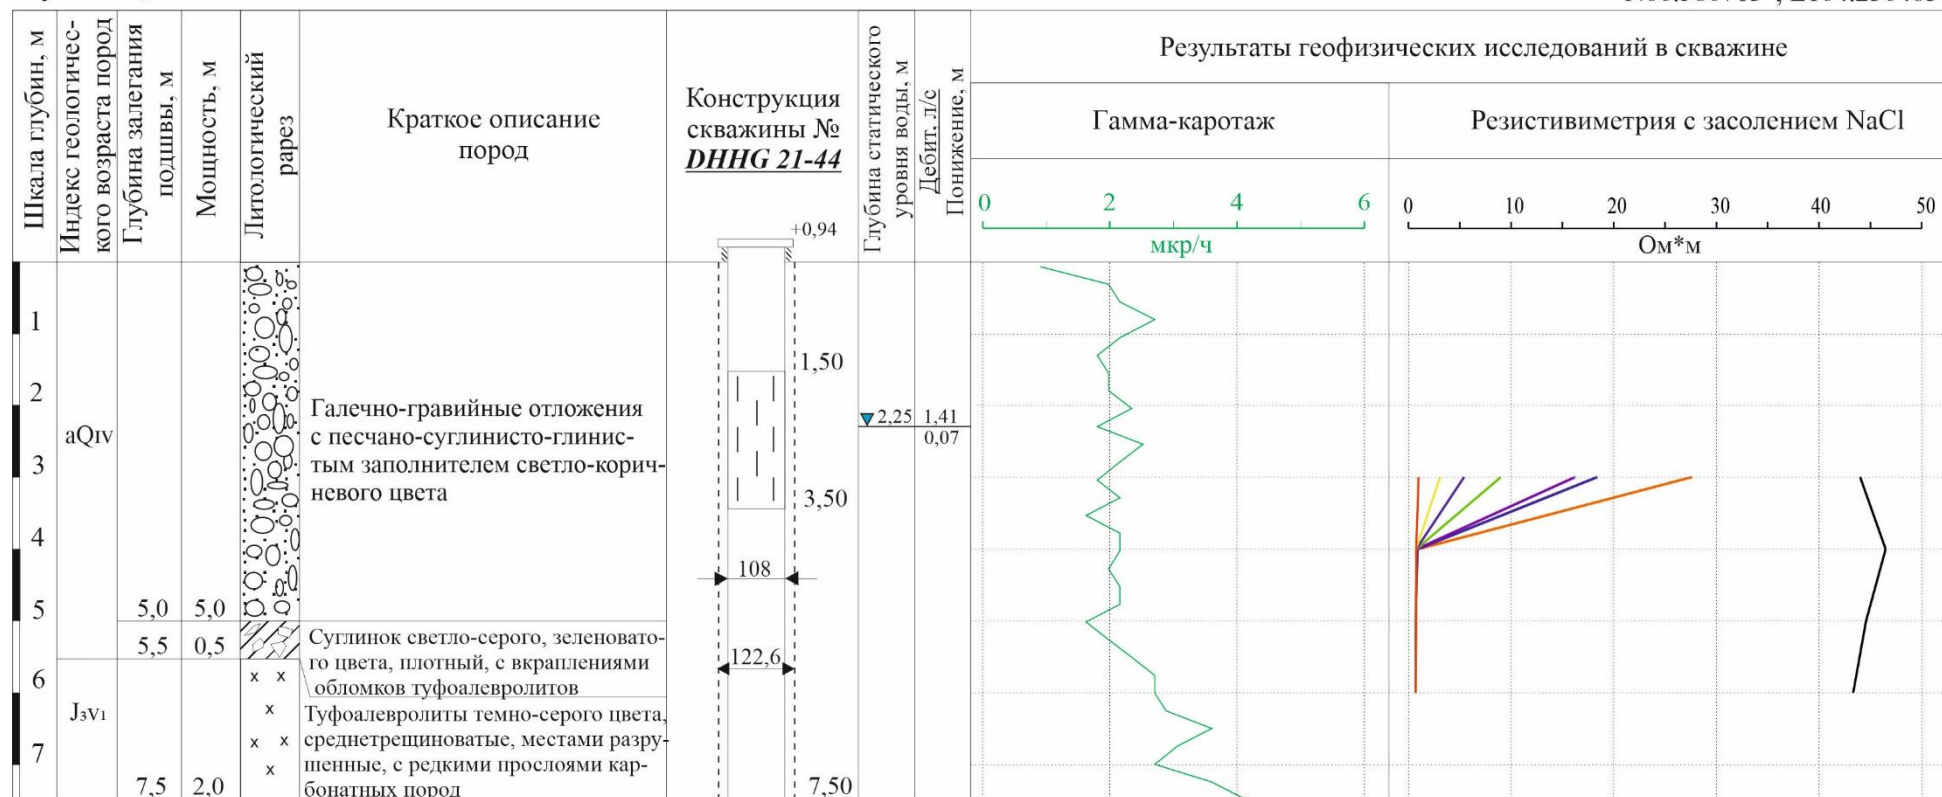 Шкала глубин, м
Индекс геологичес-
кого возраста пород
Глубина залегания
подшвы, м
Мощность, м
Литологический
рарез
Краткое описание
пород
Конструкция
скважины №
DHHG 21-44
Глубина статического
уровня воды, м
Дебит. л/с
Понижение, м
Результаты геофизических исследований в скважине
Гамма-каротаж
Резистивиметрия с засолением NaCl
0 2 4 6
мкр/ч
0 10 20 30 40 50
Ом*м
+0,94
1
2
3
4
5
6
7
aQIV
J₃v₁
5,0 5,0
5,5 0,5
7,5 2,0
Галечно-гравийные отложения
с песчано-суглинисто-глинис-
тым заполнителем светло-корич-
невого цвета
Суглинок светло-серого, зеленовато-
го цвета, плотный, с вкраплениями
обломков туфоалевролитов
Туфоалевролиты темно-серого цвета,
среднетрещиноватые, местами разру-
шенные, с редкими прослоями кар-
бонатных пород
1,50
3,50
108
122,6
7,50
2,25 1,41
0,07